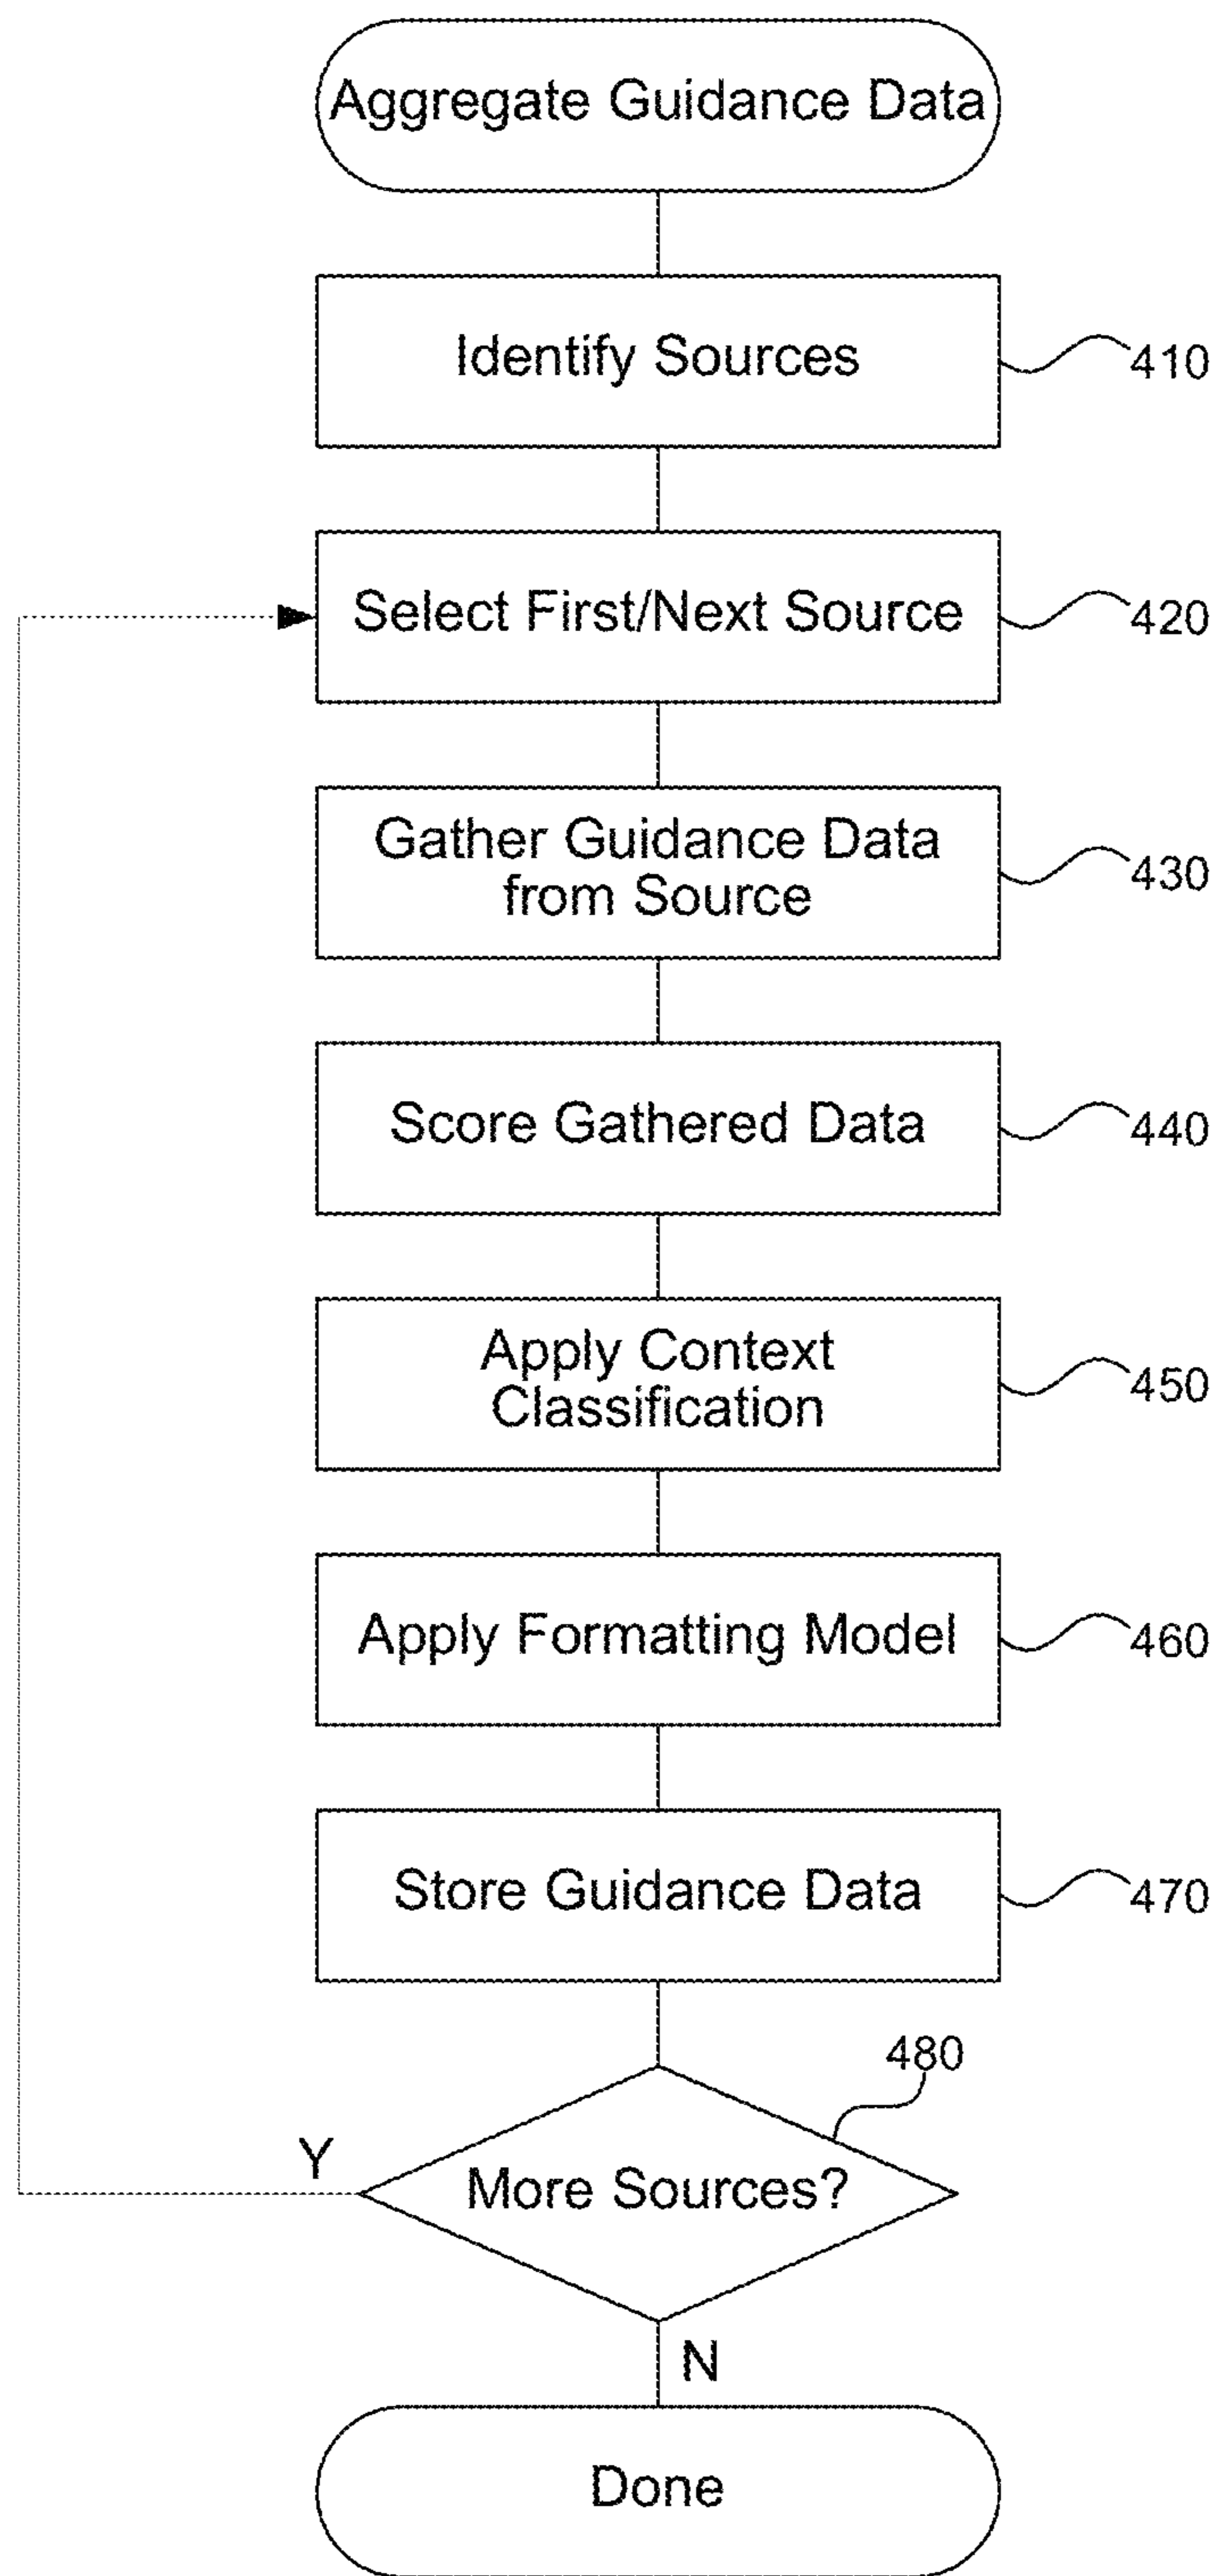 Aggregate Guidance Data
Identify Sources
410
Select First/Next Source
420
Gather Guidance Data
from Source
430
Score Gathered Data
440
Apply Context
Classification
450
Apply Formatting Model
460
Store Guidance Data
470
480
More Sources?
Y
N
Done